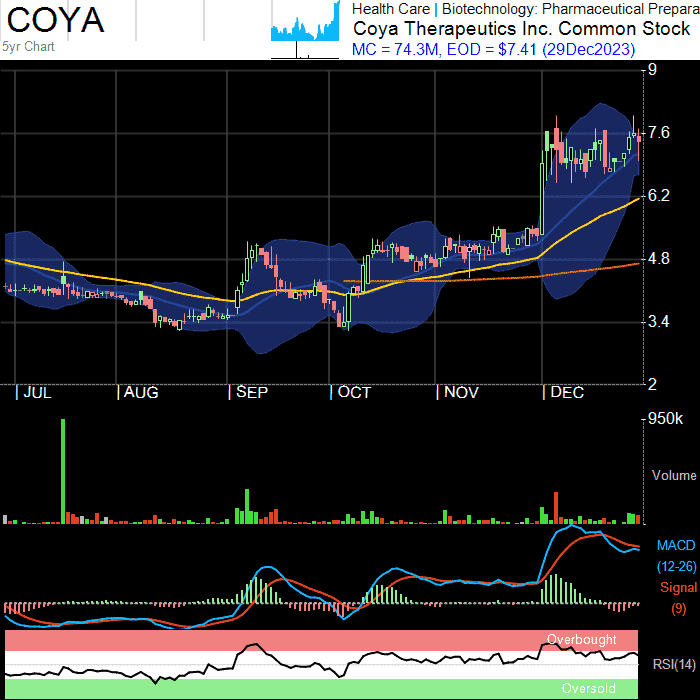 COYA
5yr Chart
Health Care | Biotechnology: Pharmaceutical Prepara
Coya Therapeutics Inc. Common Stock
MC = 74.3M, EOD = $7.41 (29Dec2023)
9
7.6
6.2
4.8
3.4
2
| JUL | AUG | SEP | OCT | NOV | DEC
950k
Volume
MACD
(12-26)
Signal
(9)
Overbought
RSI(14)
Oversold